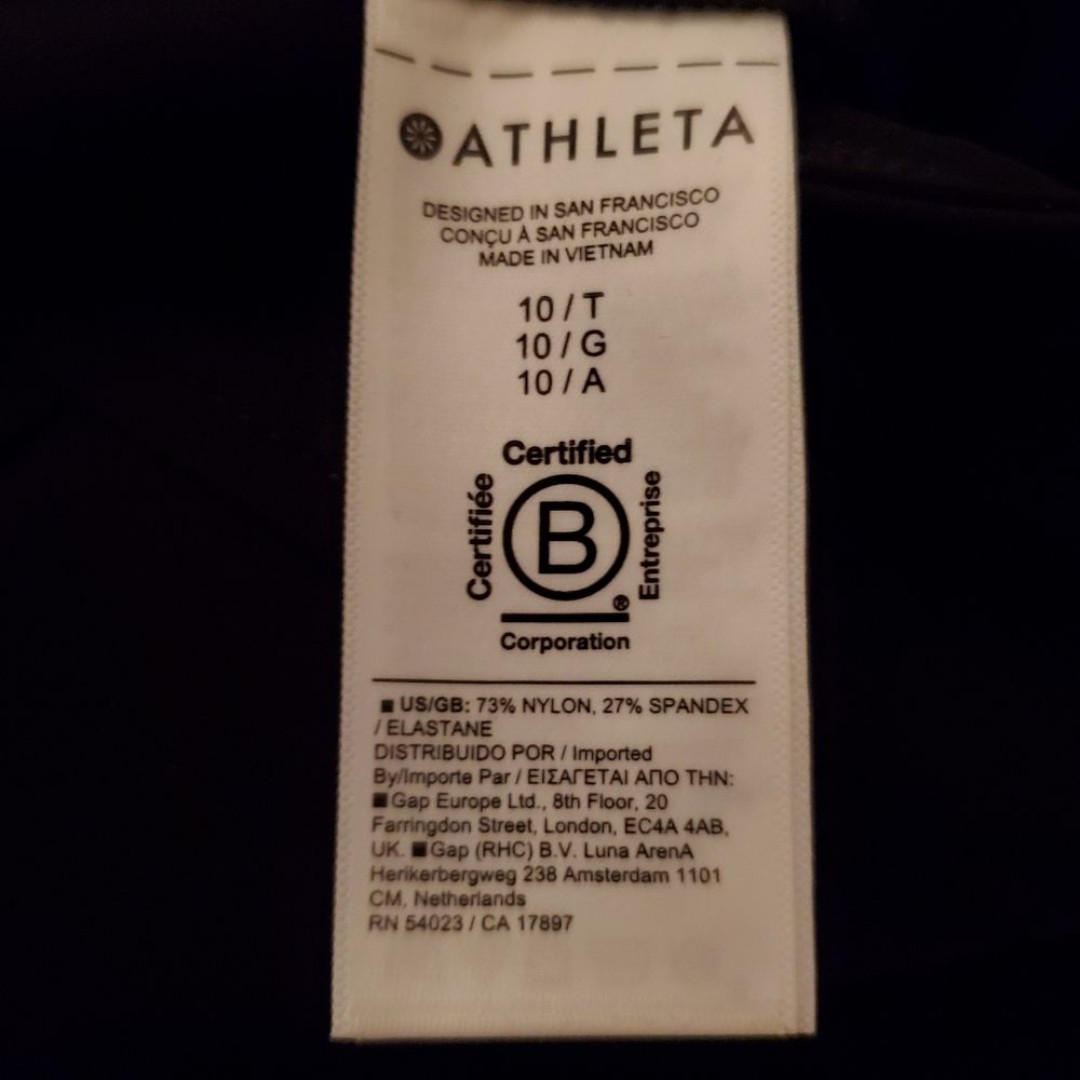 ATHLETA
DESIGNED IN SAN FRANCISCO
CONÇU À SAN FRANCISCO
MADE IN VIETNAM
10 / T
10 / G
10 / A
Certified
Certifiée
B
Entreprise
®
Corporation
■ US/GB: 73% NYLON, 27% SPANDEX
/ ELASTANE
DISTRIBUIDO POR / Imported
By/Importe Par / ΕΙΣΑΓΕΤΑΙ ΑΠΟ ΤΗΝ:
■ Gap Europe Ltd., 8th Floor, 20
Farringdon Street, London, EC4A 4AB,
UK. ■ Gap (RHC) B.V. Luna ArenA
Herikerbergweg 238 Amsterdam 1101
CM, Netherlands
RN 54023 / CA 17897